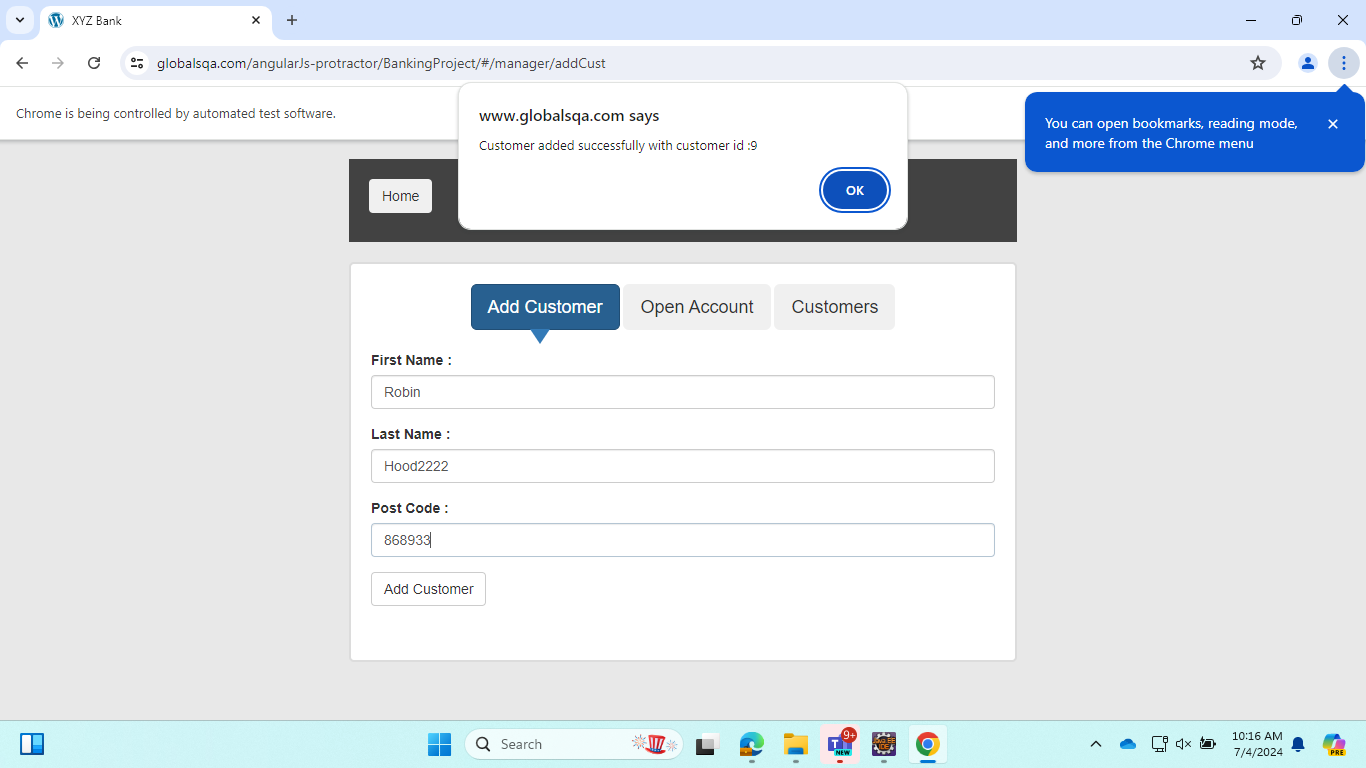 XYZ Bank
globalsqa.com/angularJs-protractor/BankingProject/#/manager/addCust
Chrome is being controlled by automated test software.
www.globalsqa.com says
Customer added successfully with customer id :9
OK
You can open bookmarks, reading mode,
and more from the Chrome menu
Home
Add Customer Open Account Customers
First Name :
Robin
Last Name :
Hood2222
Post Code :
868933
Add Customer
Search
9+
NEW
Java EE
IDE
10:16 AM
7/4/2024
PRE